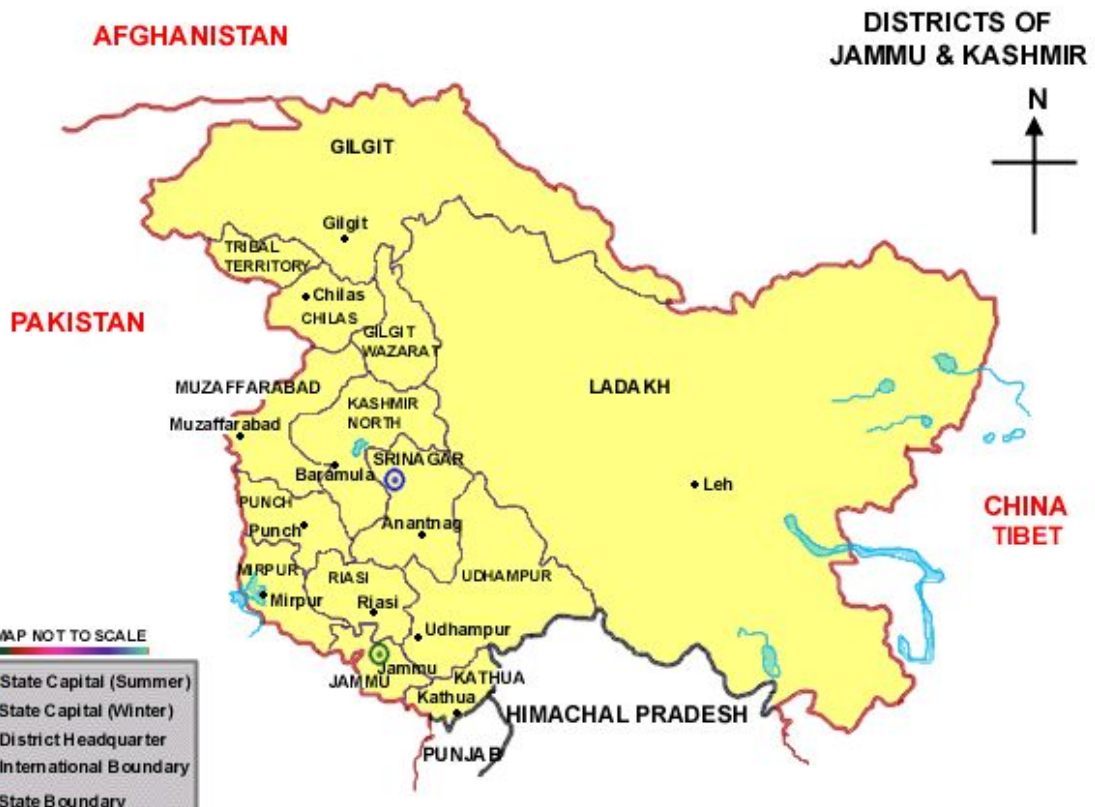 DISTRICTS OF
JAMMU & KASHMIR
AFGHANISTAN
N
GILGIT
Gilgit
TRIBAL
TERRITORY
Chilas
CHILAS
PAKISTAN
GILGIT
WAZARAT
MUZAFFARABAD
LADAKH
KASHMIR
NORTH
Muzaffarabad
SRINAGAR
Baramula
Leh
PUNCH
Punch
Anantnag
CHINA
TIBET
MIRPUR
RIASI
UDHAMPUR
Mirpur
Riasi
Udhampur
MAP NOT TO SCALE
Jammu
JAMMU
KATHUA
Kathua
State Capital (Summer)
State Capital (Winter)
HIMACHAL PRADESH
District Headquarter
PUNJAB
International Boundary
State Boundary